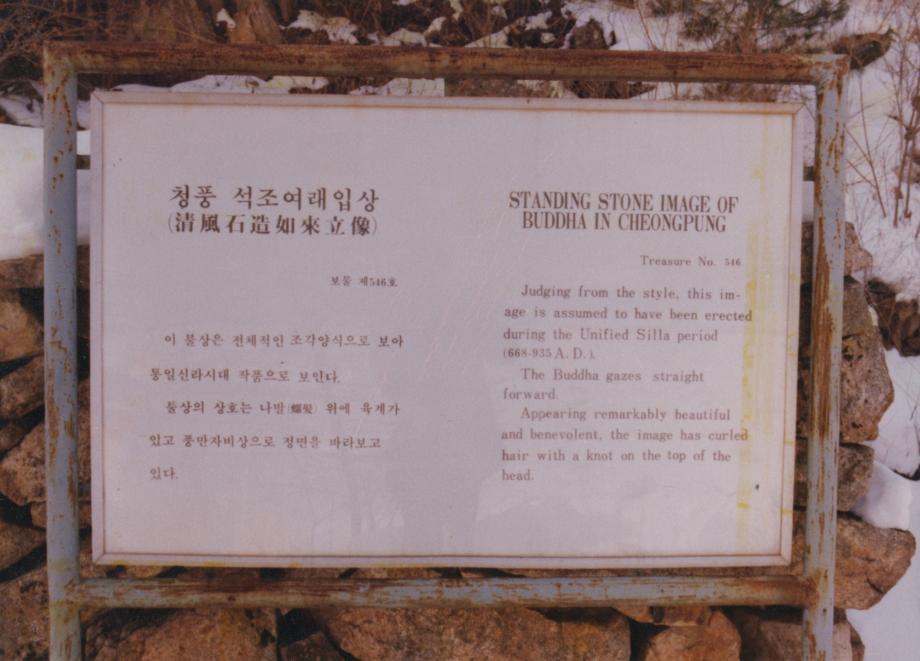 청풍 석조여래입상
(清風石造如來立像)
보물 제546호
이 불상은 전체적인 조각양식으로 보아
통일신라시대 작품으로 보인다.
불상의 상호는 나발(螺髮) 위에 육계가
있고 풍만자비상으로 정면을 바라보고
있다.
STANDING STONE IMAGE OF
BUDDHA IN CHEONGPUNG
Treasure No. 546
Judging from the style, this im-
age is assumed to have been erected
during the Unified Silla period
(668-935 A. D.).
The Buddha gazes straight
forward.
Appearing remarkably beautiful
and benevolent, the image has curled
hair with a knot on the top of the
head.